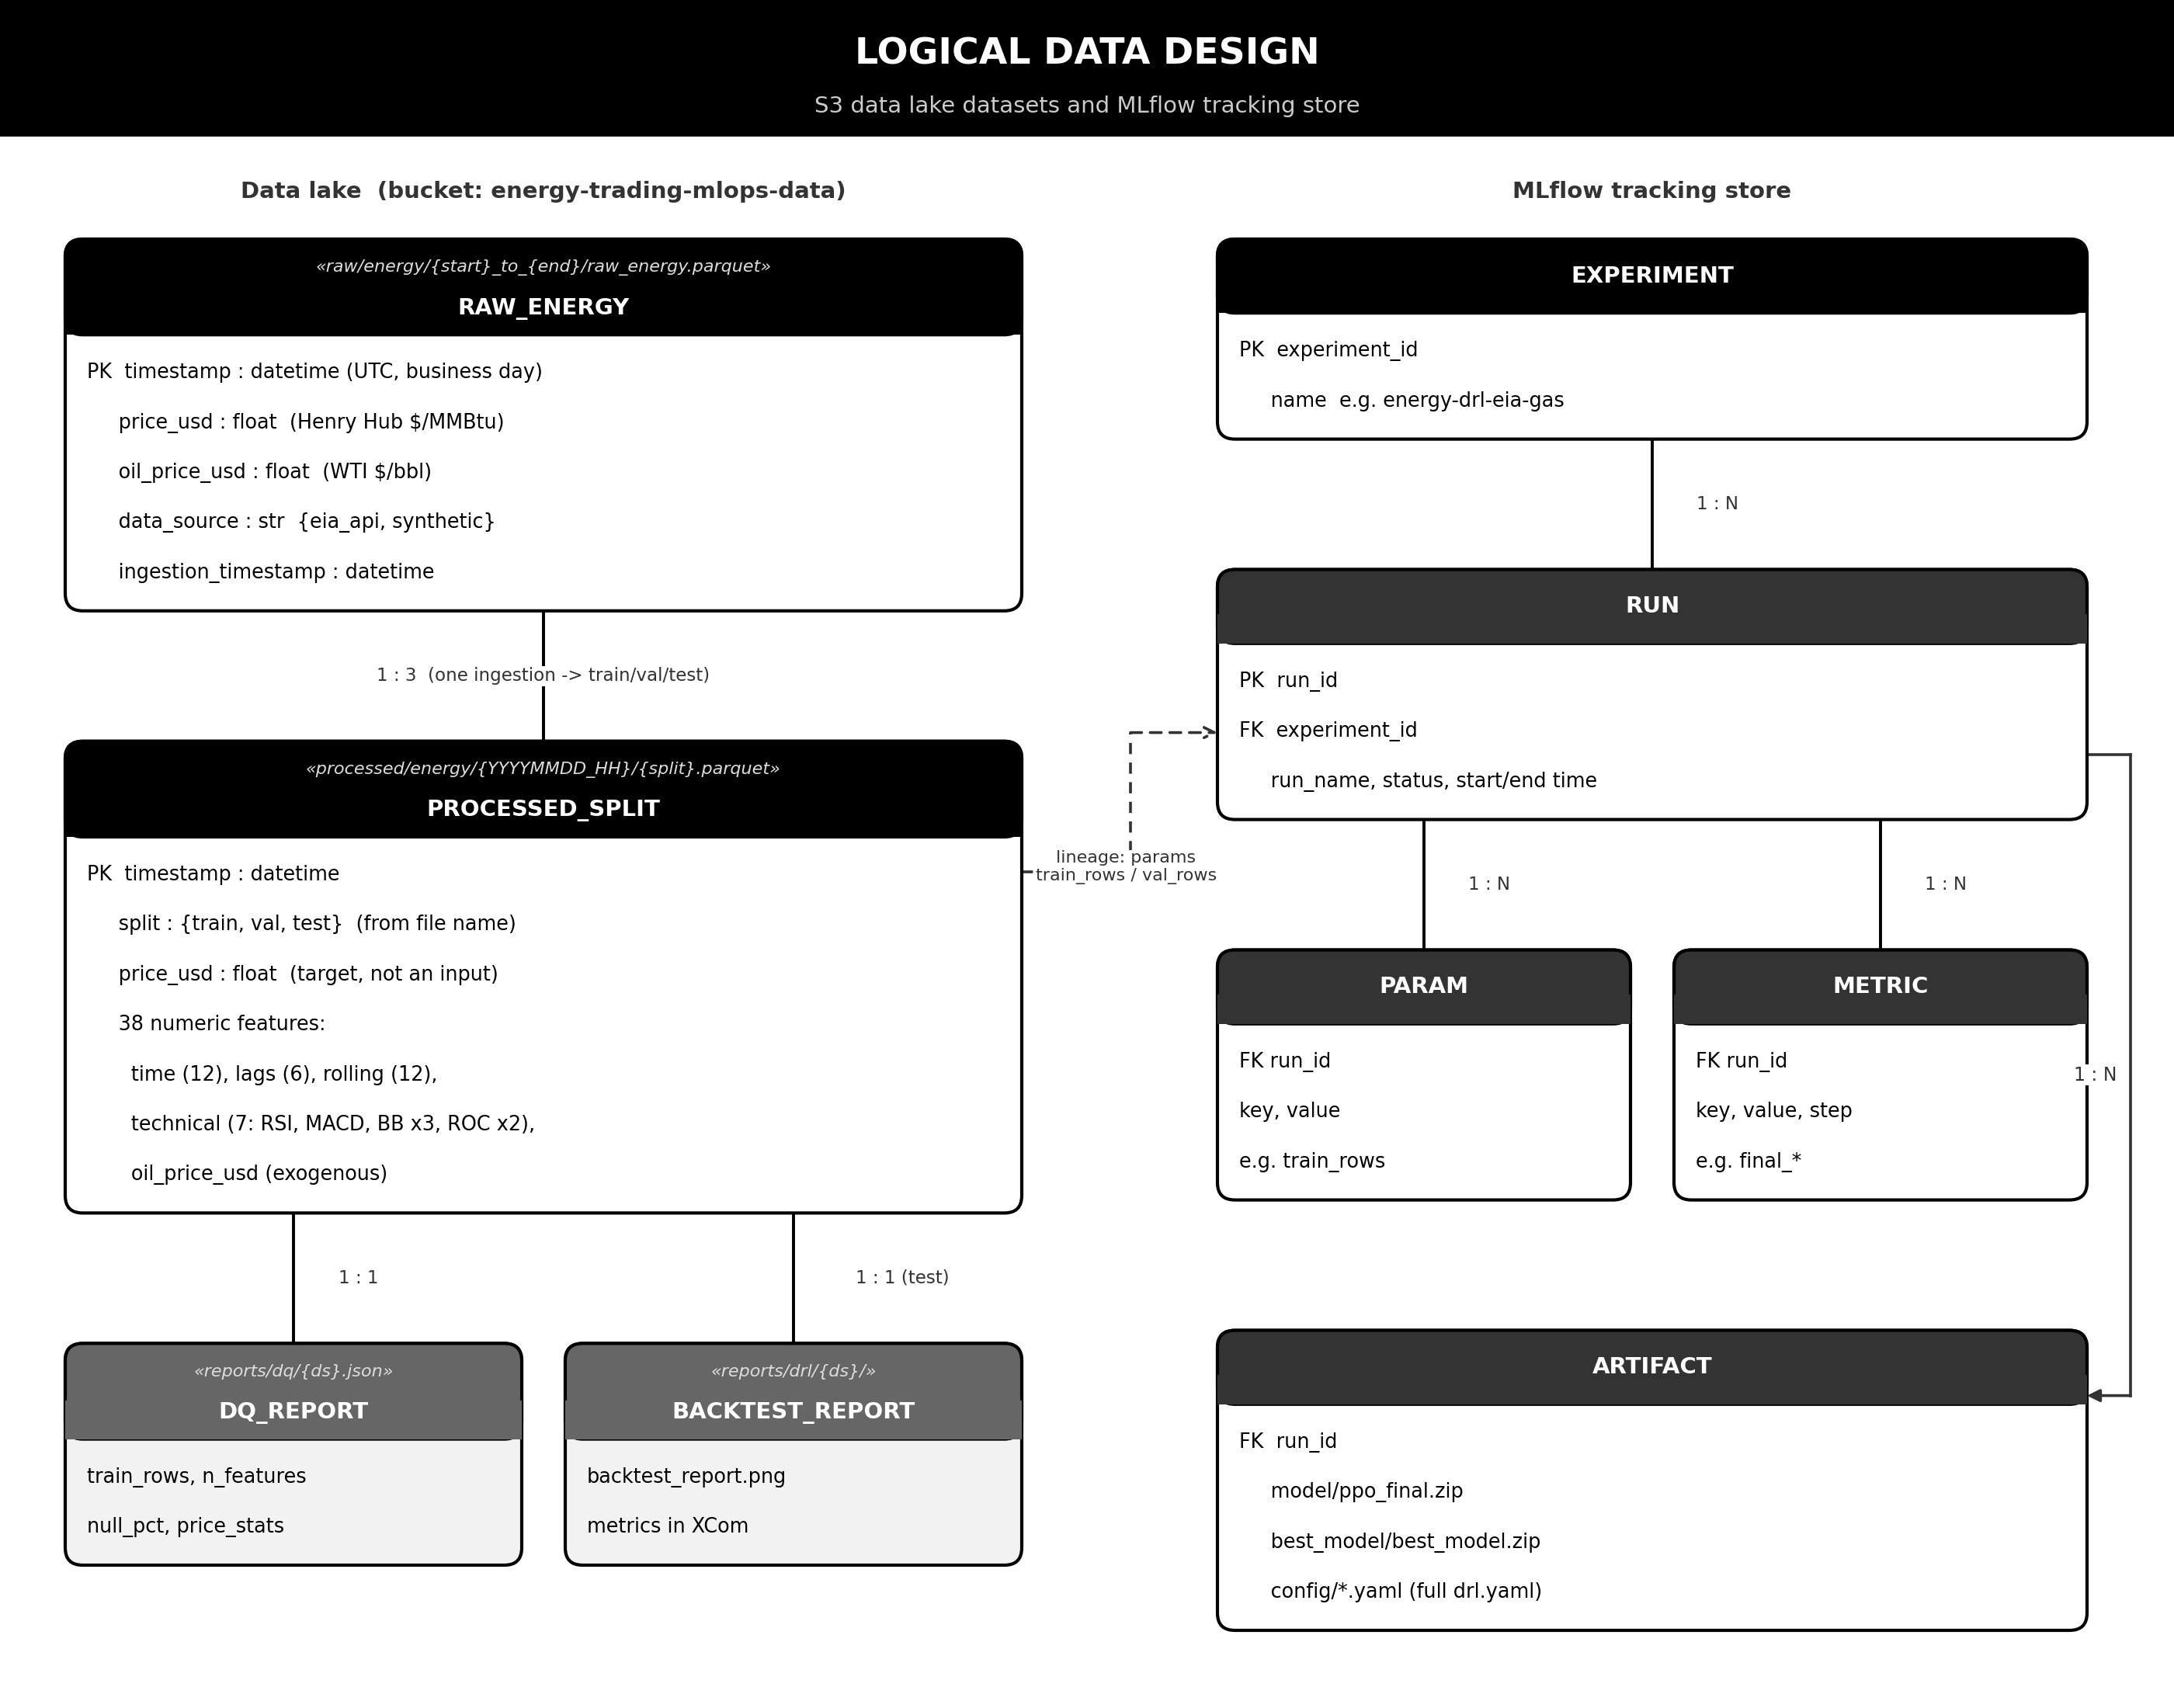 LOGICAL DATA DESIGN
S3 data lake datasets and MLflow tracking store
Data lake  (bucket: energy-trading-mlops-data)
«raw/energy/{start}_to_{end}/raw_energy.parquet»
RAW_ENERGY
PK  timestamp : datetime (UTC, business day)
price_usd : float  (Henry Hub $/MMBtu)
oil_price_usd : float  (WTI $/bbl)
data_source : str  {eia_api, synthetic}
ingestion_timestamp : datetime
1 : 3  (one ingestion -> train/val/test)
«processed/energy/{YYYYMMDD_HH}/{split}.parquet»
PROCESSED_SPLIT
PK  timestamp : datetime
split : {train, val, test}  (from file name)
price_usd : float  (target, not an input)
38 numeric features:
time (12), lags (6), rolling (12),
technical (7: RSI, MACD, BB x3, ROC x2),
oil_price_usd (exogenous)
1 : 1
1 : 1 (test)
«reports/dq/{ds}.json»
DQ_REPORT
train_rows, n_features
null_pct, price_stats
«reports/drl/{ds}/»
BACKTEST_REPORT
backtest_report.png
metrics in XCom
lineage: params
train_rows / val_rows
MLflow tracking store
EXPERIMENT
PK  experiment_id
name  e.g. energy-drl-eia-gas
1 : N
RUN
PK  run_id
FK  experiment_id
run_name, status, start/end time
1 : N
1 : N
PARAM
FK run_id
key, value
e.g. train_rows
METRIC
FK run_id
key, value, step
e.g. final_*
1 : N
ARTIFACT
FK  run_id
model/ppo_final.zip
best_model/best_model.zip
config/*.yaml (full drl.yaml)